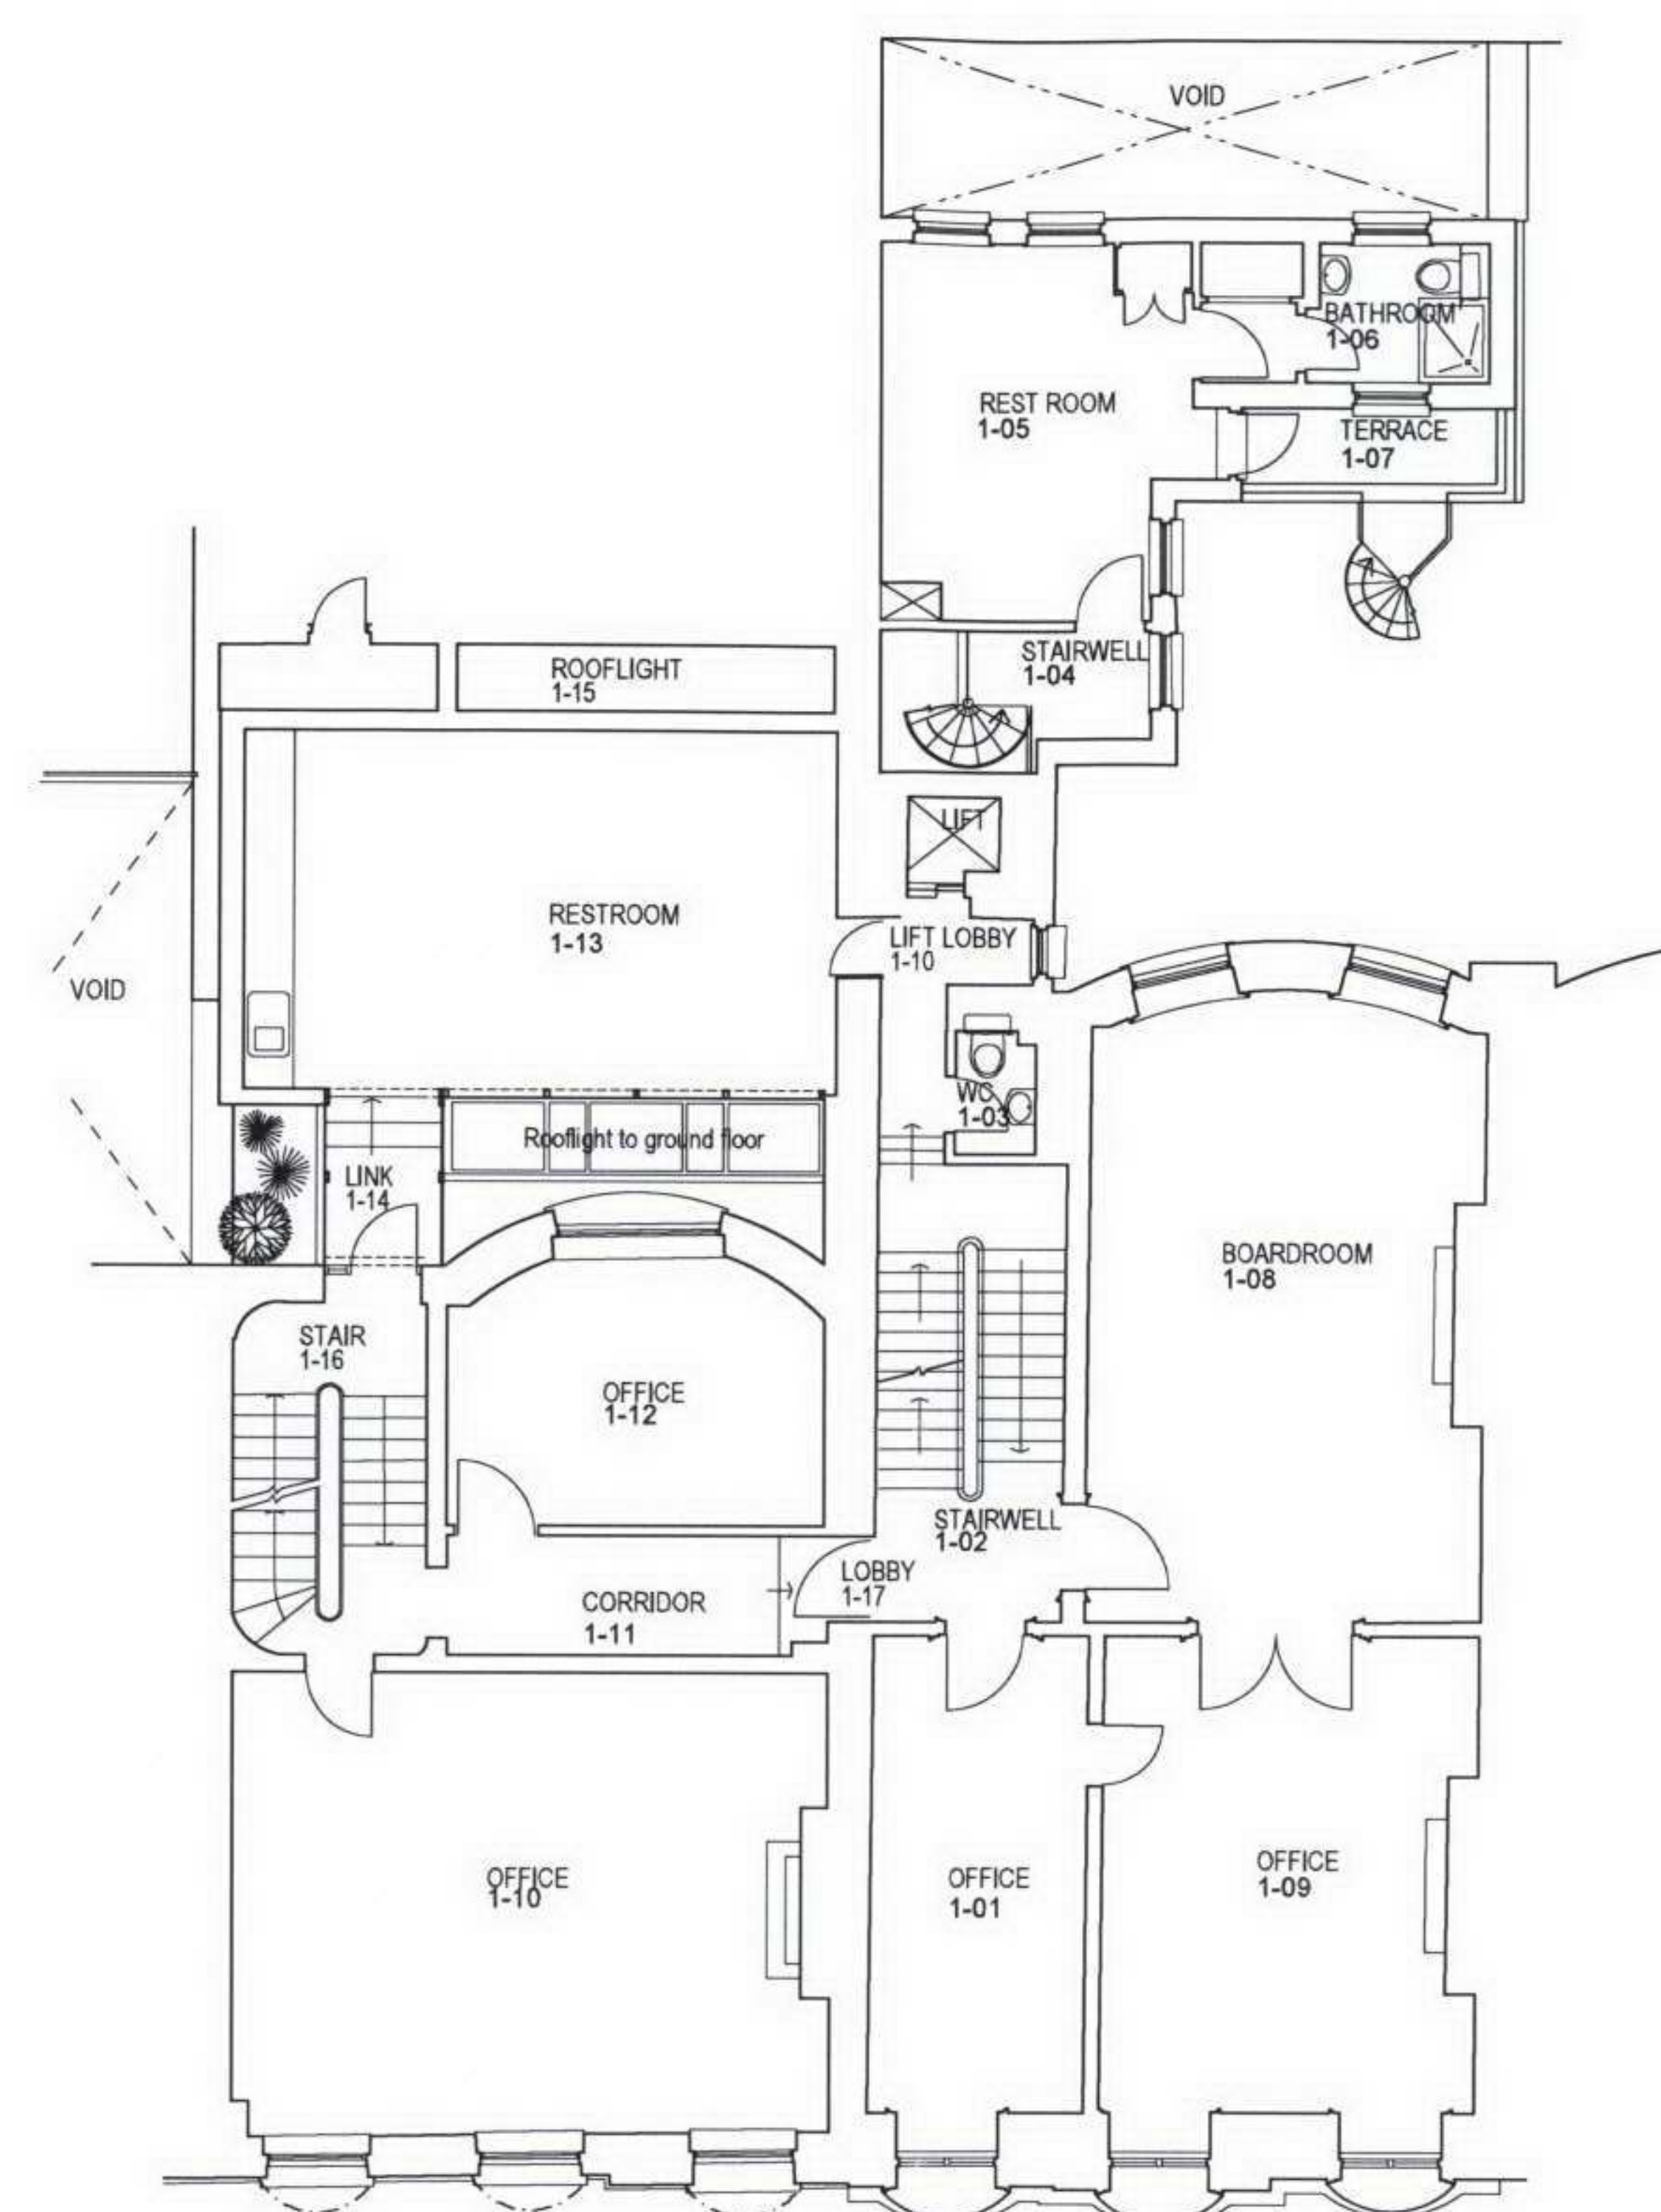 VOID
BATHROOM
1-06
REST ROOM
1-05
TERRACE
1-07
STAIRWELL
1-04
ROOFLIGHT
1-15
LIFT
RESTROOM
1-13
LIFT LOBBY
1-10
VOID
WC
1-03
Rooflight to ground floor
LINK
1-14
BOARDROOM
1-08
STAIR
1-16
OFFICE
1-12
STAIRWELL
1-02
LOBBY
1-17
CORRIDOR
1-11
OFFICE
1-10
OFFICE
1-01
OFFICE
1-09